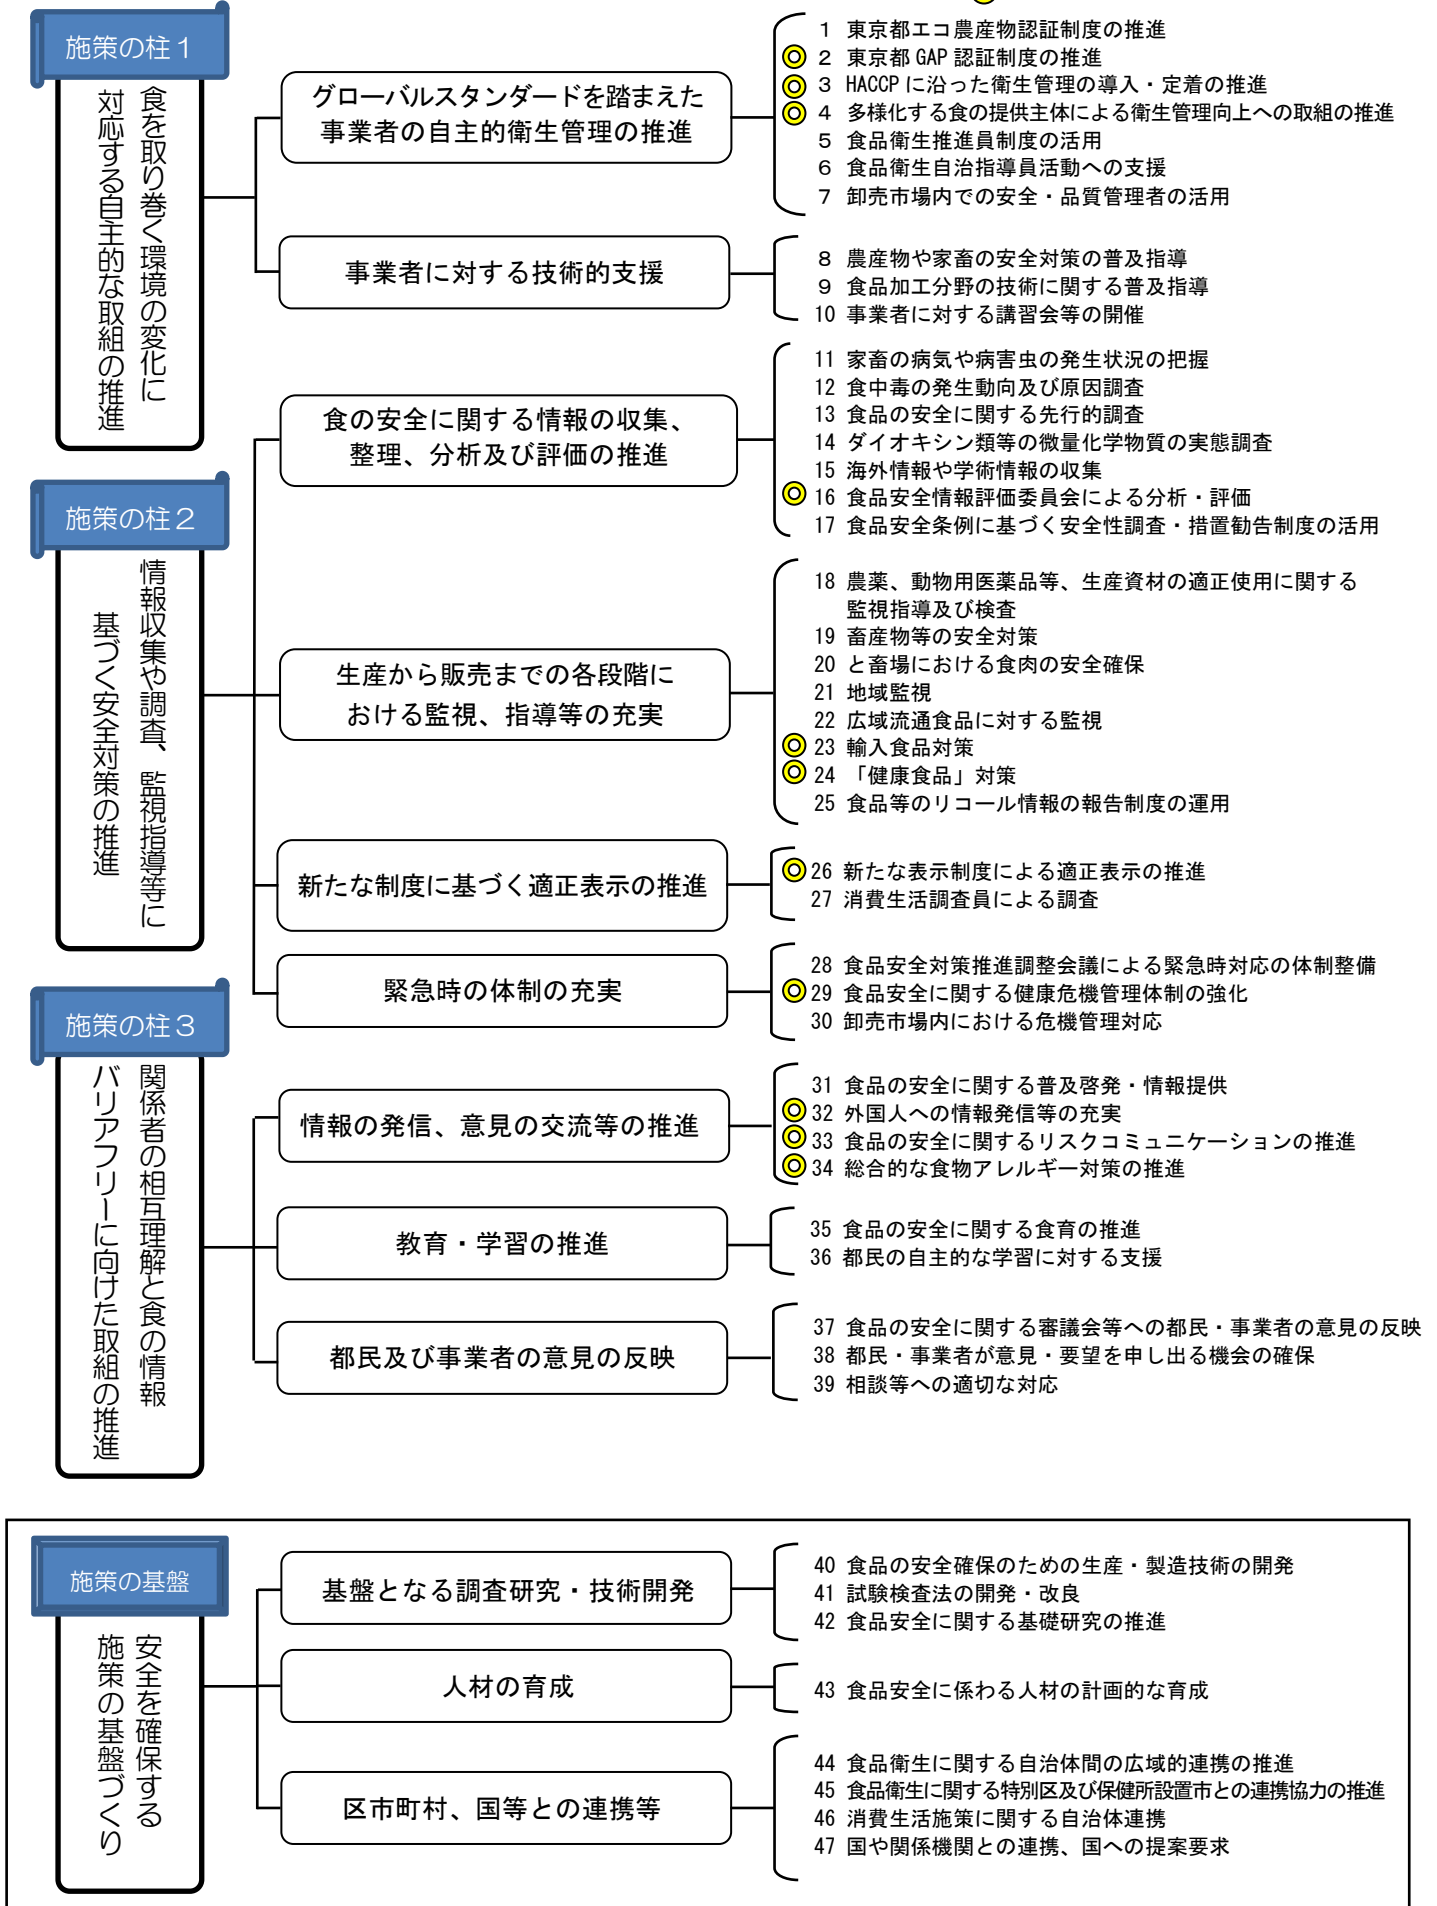 施策の柱１
食を取り巻く環境の変化に
対応する自主的な取組の推進
グローバルスタンダードを踏まえた
事業者の自主的衛生管理の推進
1 東京都エコ農産物認証制度の推進
◎ 2 東京都 GAP 認証制度の推進
◎ 3 HACCP に沿った衛生管理の導入・定着の推進
◎ 4 多様化する食の提供主体による衛生管理向上への取組の推進
5 食品衛生推進員制度の活用
6 食品衛生自治指導員活動への支援
7 卸売市場内での安全・品質管理者の活用
事業者に対する技術的支援
8 農産物や家畜の安全対策の普及指導
9 食品加工分野の技術に関する普及指導
10 事業者に対する講習会等の開催
施策の柱２
情報収集や調査、監視指導等に
基づく安全対策の推進
食の安全に関する情報の収集、
整理、分析及び評価の推進
11 家畜の病気や病害虫の発生状況の把握
12 食中毒の発生動向及び原因調査
13 食品の安全に関する先行的調査
14 ダイオキシン類等の微量化学物質の実態調査
15 海外情報や学術情報の収集
◎ 16 食品安全情報評価委員会による分析・評価
17 食品安全条例に基づく安全性調査・措置勧告制度の活用
生産から販売までの各段階に
おける監視、指導等の充実
18 農薬、動物用医薬品等、生産資材の適正使用に関する
監視指導及び検査
19 畜産物等の安全対策
20 と畜場における食肉の安全確保
21 地域監視
22 広域流通食品に対する監視
◎ 23 輸入食品対策
◎ 24 「健康食品」対策
25 食品等のリコール情報の報告制度の運用
新たな制度に基づく適正表示の推進
◎ 26 新たな表示制度による適正表示の推進
27 消費生活調査員による調査
緊急時の体制の充実
28 食品安全対策推進調整会議による緊急時対応の体制整備
◎ 29 食品安全に関する健康危機管理体制の強化
30 卸売市場内における危機管理対応
施策の柱３
関係者の相互理解と食の情報
バリアフリーに向けた取組の推進
情報の発信、意見の交流等の推進
31 食品の安全に関する普及啓発・情報提供
◎ 32 外国人への情報発信等の充実
◎ 33 食品の安全に関するリスクコミュニケーションの推進
◎ 34 総合的な食物アレルギー対策の推進
教育・学習の推進
35 食品の安全に関する食育の推進
36 都民の自主的な学習に対する支援
都民及び事業者の意見の反映
37 食品の安全に関する審議会等への都民・事業者の意見の反映
38 都民・事業者が意見・要望を申し出る機会の確保
39 相談等への適切な対応
施策の基盤
安全を確保する
施策の基盤づくり
基盤となる調査研究・技術開発
40 食品の安全確保のための生産・製造技術の開発
41 試験検査法の開発・改良
42 食品安全に関する基礎研究の推進
人材の育成
43 食品安全に係わる人材の計画的な育成
区市町村、国等との連携等
44 食品衛生に関する自治体間の広域的連携の推進
45 食品衛生に関する特別区及び保健所設置市との連携協力の推進
46 消費生活施策に関する自治体連携
47 国や関係機関との連携、国への提案要求